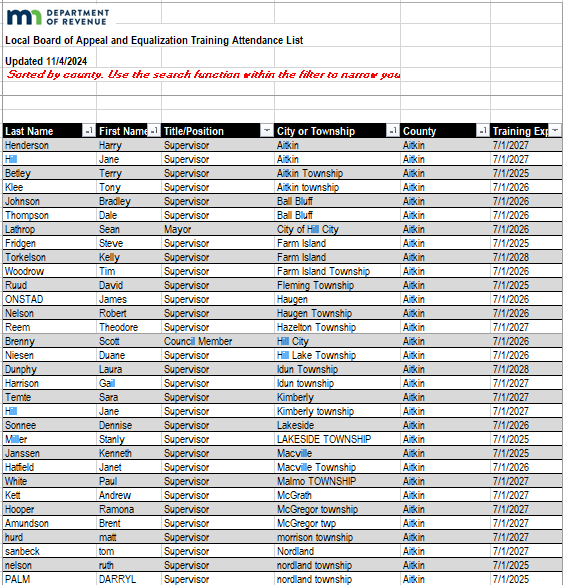 DEPARTMENT
OF REVENUE
Local Board of Appeal and Equalization Training Attendance List
Updated 11/4/2024
Sorted by county. Use the search function within the filter to narrow you
Last Name First Name Title/Position City or Township County Training Exp
Henderson Harry Supervisor Aitkin Aitkin 7/1/2027
Hill Jane Supervisor Aitkin Aitkin 7/1/2027
Betley Terry Supervisor Aitkin Township Aitkin 7/1/2025
Klee Tony Supervisor Aitkin township Aitkin 7/1/2026
Johnson Bradley Supervisor Ball Bluff Aitkin 7/1/2026
Thompson Dale Supervisor Ball Bluff Aitkin 7/1/2026
Lathrop Sean Mayor City of Hill City Aitkin 7/1/2026
Fridgen Steve Supervisor Farm Island Aitkin 7/1/2025
Torkelson Kelly Supervisor Farm Island Aitkin 7/1/2028
Woodrow Tim Supervisor Farm Island Township Aitkin 7/1/2026
Ruud David Supervisor Fleming Township Aitkin 7/1/2025
ONSTAD James Supervisor Haugen Aitkin 7/1/2026
Nelson Robert Supervisor Haugen Township Aitkin 7/1/2026
Reem Theodore Supervisor Hazelton Township Aitkin 7/1/2027
Brenny Scott Council Member Hill City Aitkin 7/1/2026
Niesen Duane Supervisor Hill Lake Township Aitkin 7/1/2026
Dunphy Laura Supervisor Idun Township Aitkin 7/1/2028
Harrison Gail Supervisor Idun township Aitkin 7/1/2027
Temte Sara Supervisor Kimberly Aitkin 7/1/2027
Hill Jane Supervisor Kimberly township Aitkin 7/1/2027
Sonnee Dennise Supervisor Lakeside Aitkin 7/1/2026
Miller Stanly Supervisor LAKESIDE TOWNSHIP Aitkin 7/1/2025
Janssen Kenneth Supervisor Macville Aitkin 7/1/2025
Hatfield Janet Supervisor Macville Township Aitkin 7/1/2026
White Paul Supervisor Malmo TOWNSHIP Aitkin 7/1/2027
Kett Andrew Supervisor McGrath Aitkin 7/1/2027
Hooper Ramona Supervisor McGregor township Aitkin 7/1/2027
Amundson Brent Supervisor McGregor twp Aitkin 7/1/2027
hurd matt Supervisor morrison township Aitkin 7/1/2027
sanbeck tom Supervisor Nordland Aitkin 7/1/2027
nelson ruth Supervisor nordland township Aitkin 7/1/2025
PALM DARRYL Supervisor nordland township Aitkin 7/1/2025